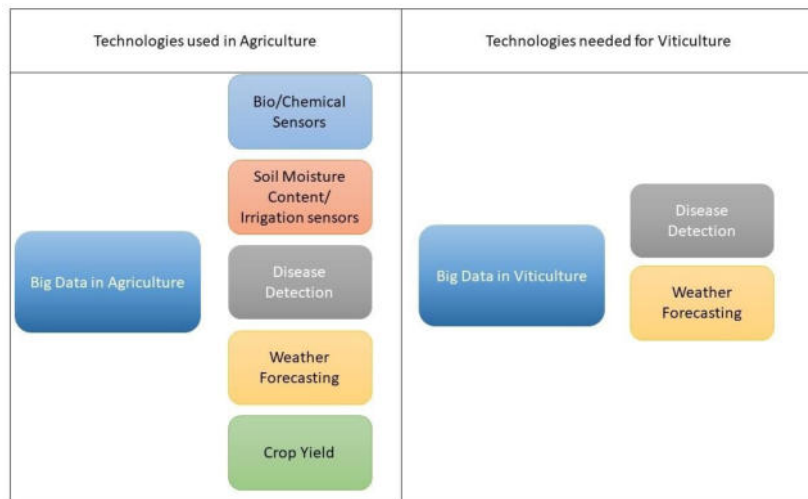 Technologies used in Agriculture
Technologies needed for Viticulture
Big Data in Agriculture
Bio/Chemical
Sensors
Soil Moisture
Content/
Irrigation sensors
Disease
Detection
Weather
Forecasting
Crop Yield
Big Data in Viticulture
Disease
Detection
Weather
Forecasting